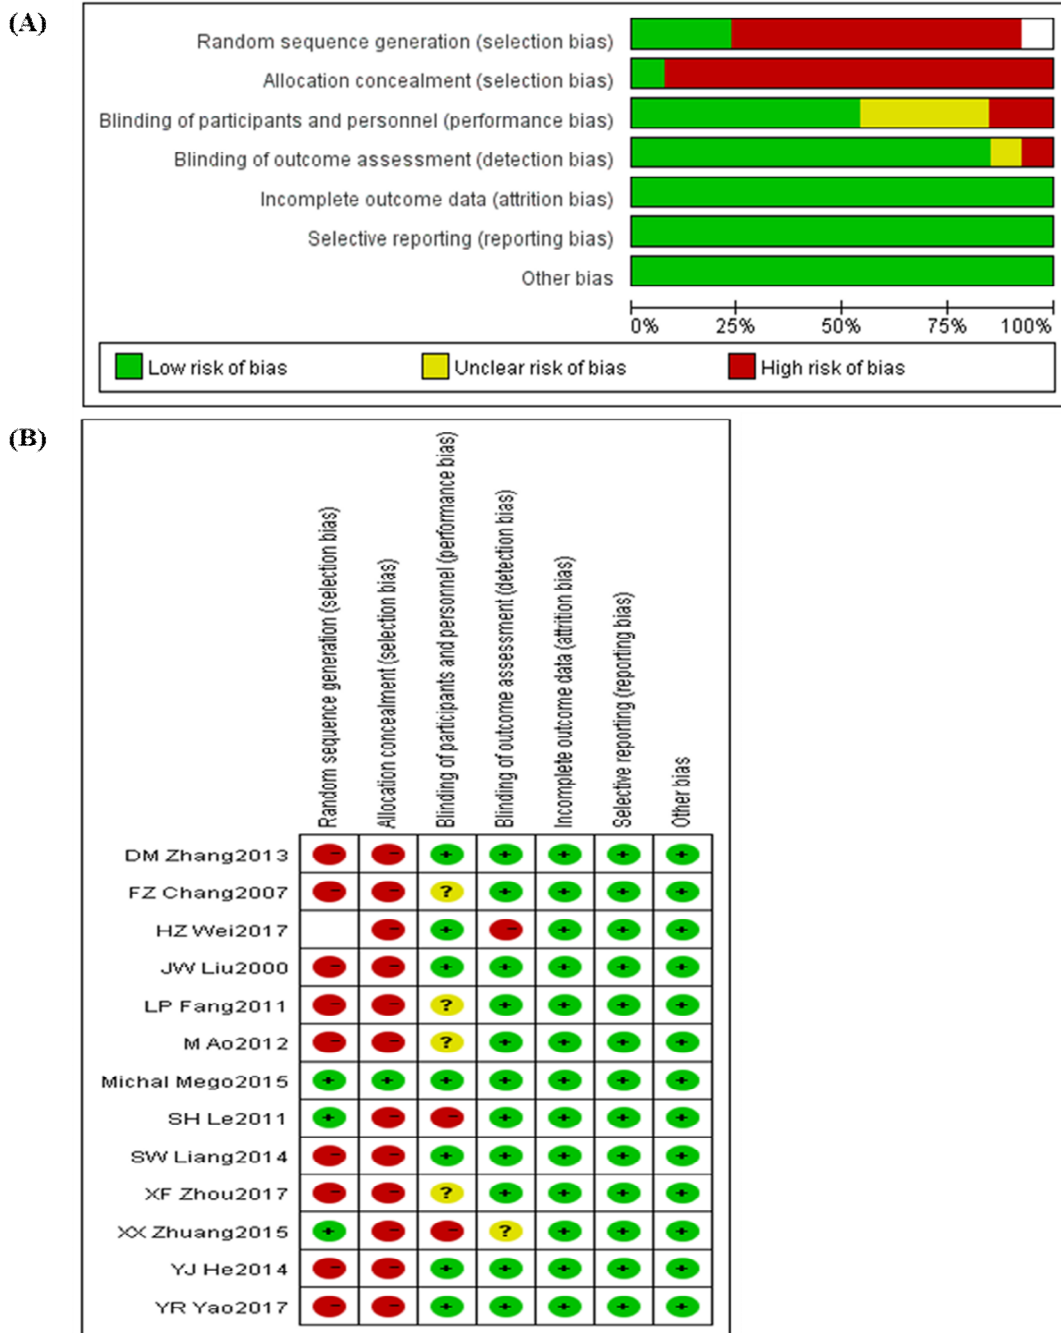 (A)
Random sequence generation (selection bias)
Allocation concealment (selection bias)
Blinding of participants and personnel (performance bias)
Blinding of outcome assessment (detection bias)
Incomplete outcome data (attrition bias)
Selective reporting (reporting bias)
Other bias
0% 25% 50% 75% 100%
Low risk of bias Unclear risk of bias High risk of bias
(B)
Random sequence generation (selection bias)
Allocation concealment (selection bias)
Blinding of participants and personnel (performance bias)
Blinding of outcome assessment (detection bias)
Incomplete outcome data (attrition bias)
Selective reporting (reporting bias)
Other bias
DM Zhang2013 - - + + + + +
FZ Chang2007 - - ? + + + +
HZ Wei2017 - + - + + +
JW Liu2000 - - + + + + +
LP Fang2011 - - ? + + + +
M Ao2012 - - ? + + + +
Michal Mego2015 + + + + + + +
SH Le2011 + - - + + + +
SW Liang2014 - - + + + + +
XF Zhou2017 - - ? + + + +
XX Zhuang2015 + - - ? + + +
YJ He2014 - - + + + + +
YR Yao2017 - - + + + + +